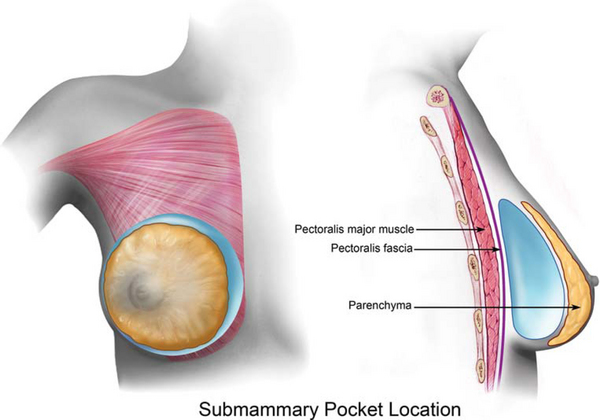 Pectoralis major muscle
Pectoralis fascia
Parenchyma
Submammary Pocket Location